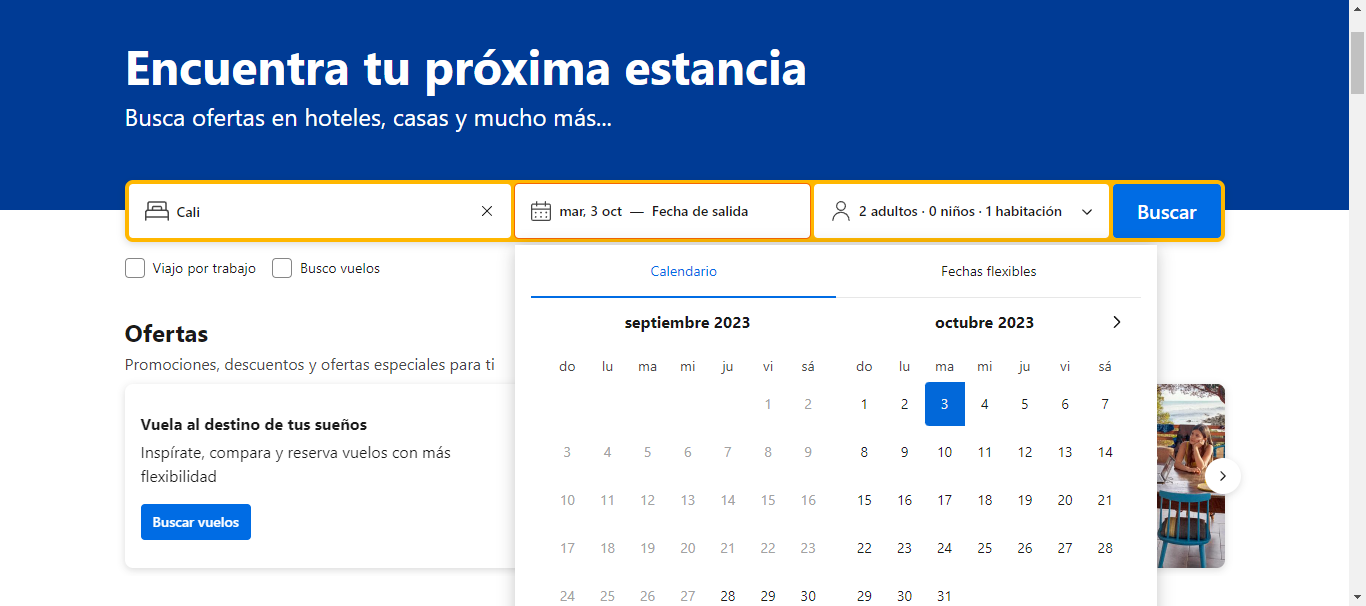 Encuentra tu próxima estancia
Busca ofertas en hoteles, casas y mucho más...
Cali
mar, 3 oct — Fecha de salida
2 adultos · 0 niños · 1 habitación
Buscar
Viajo por trabajo
Busco vuelos
Calendario
Fechas flexibles
Ofertas
Promociones, descuentos y ofertas especiales para ti
Vuela al destino de tus sueños
Inspírate, compara y reserva vuelos con más
flexibilidad
Buscar vuelos
septiembre 2023
do lu ma mi ju vi sá
1 2
3 4 5 6 7 8 9
10 11 12 13 14 15 16
17 18 19 20 21 22 23
24 25 26 27 28 29 30
octubre 2023
do lu ma mi ju vi sá
1 2 3 4 5 6 7
8 9 10 11 12 13 14
15 16 17 18 19 20 21
22 23 24 25 26 27 28
29 30 31